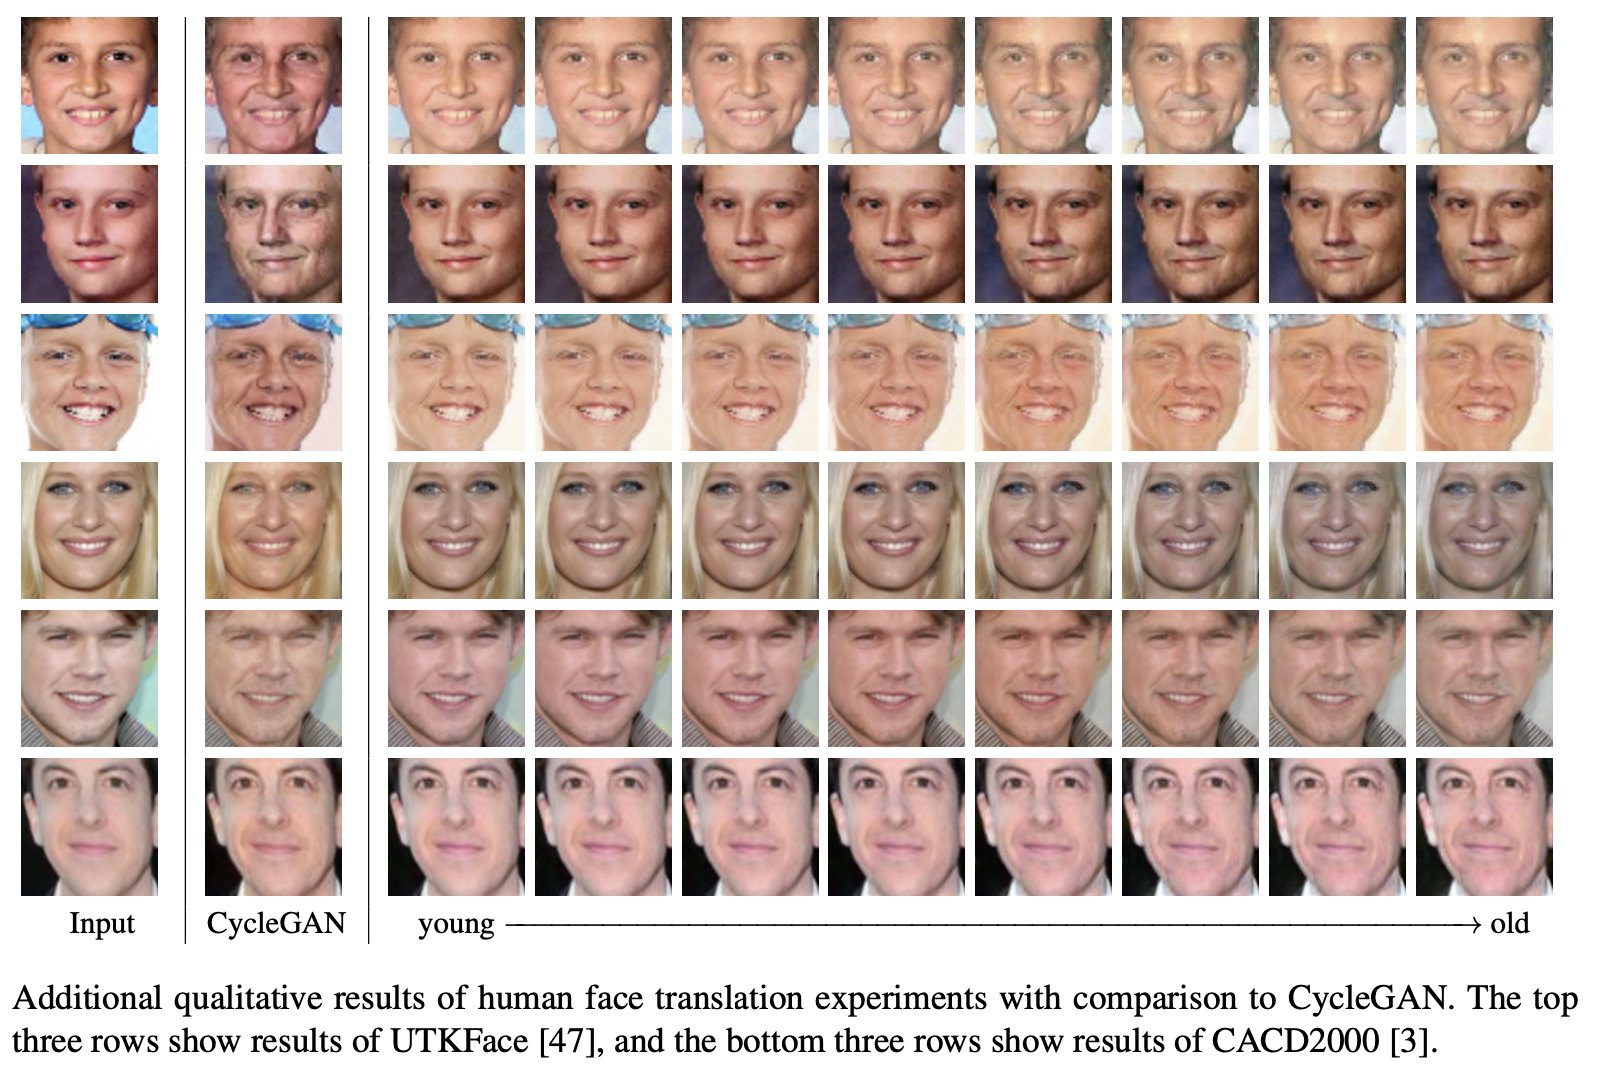 Input CycleGAN young old
Additional qualitative results of human face translation experiments with comparison to CycleGAN. The top
three rows show results of UTKFace [47], and the bottom three rows show results of CACD2000 [3].